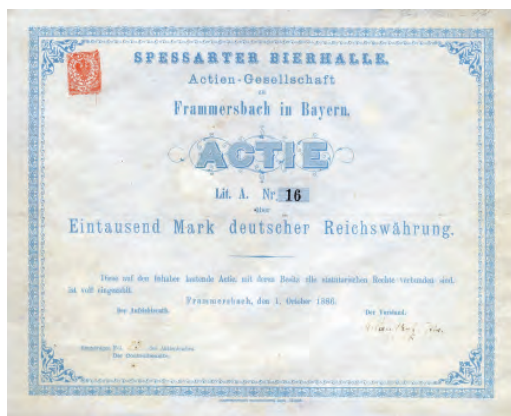 SPESSARTER BIERHALLE.
Actien-Gesellschaft
zu
Frammersbach in Bayern.
ACTIE
Lit. A. Nr. 16
über
Eintausend Mark deutscher Reichswährung.
Diese auf den Inhaber lautende Actie, mit deren Besitz alle statutarischen Rechte verbunden sind,
ist voll eingezahlt.
Frammersbach, den 1. October 1886.
Der Aufsichtsrath. Der Vorstand.
Der